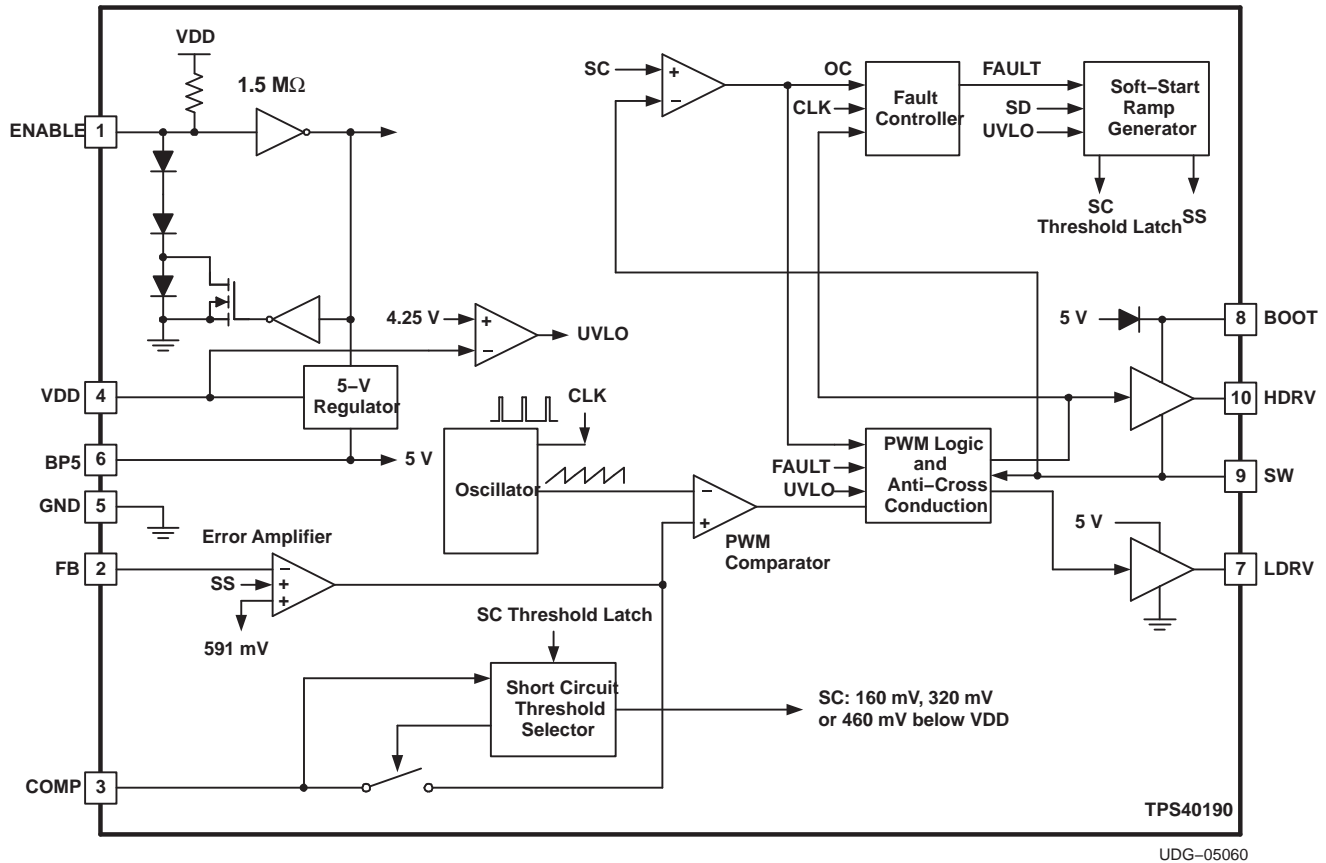 VDD
1.5 MΩ
ENABLE 1
SC
+
−
OC
CLK
Fault
Controller
FAULT
SD
UVLO
Soft−Start
Ramp
Generator
SC
Threshold Latch
SS
4.25 V
+
−
UVLO
5 V
8 BOOT
VDD 4
5−V
Regulator
CLK
10 HDRV
BP6 6
5 V
Oscillator
FAULT
UVLO
PWM Logic
and
Anti−Cross
Conduction
9 SW
GND 5
−
+
PWM
Comparator
5 V
7 LDRV
Error Amplifier
FB 2
−
SS
+
+
591 mV
SC Threshold Latch
Short Circuit
Threshold
Selector
SC: 160 mV, 320 mV
or 460 mV below VDD
COMP 3
TPS40190
UDG−05060